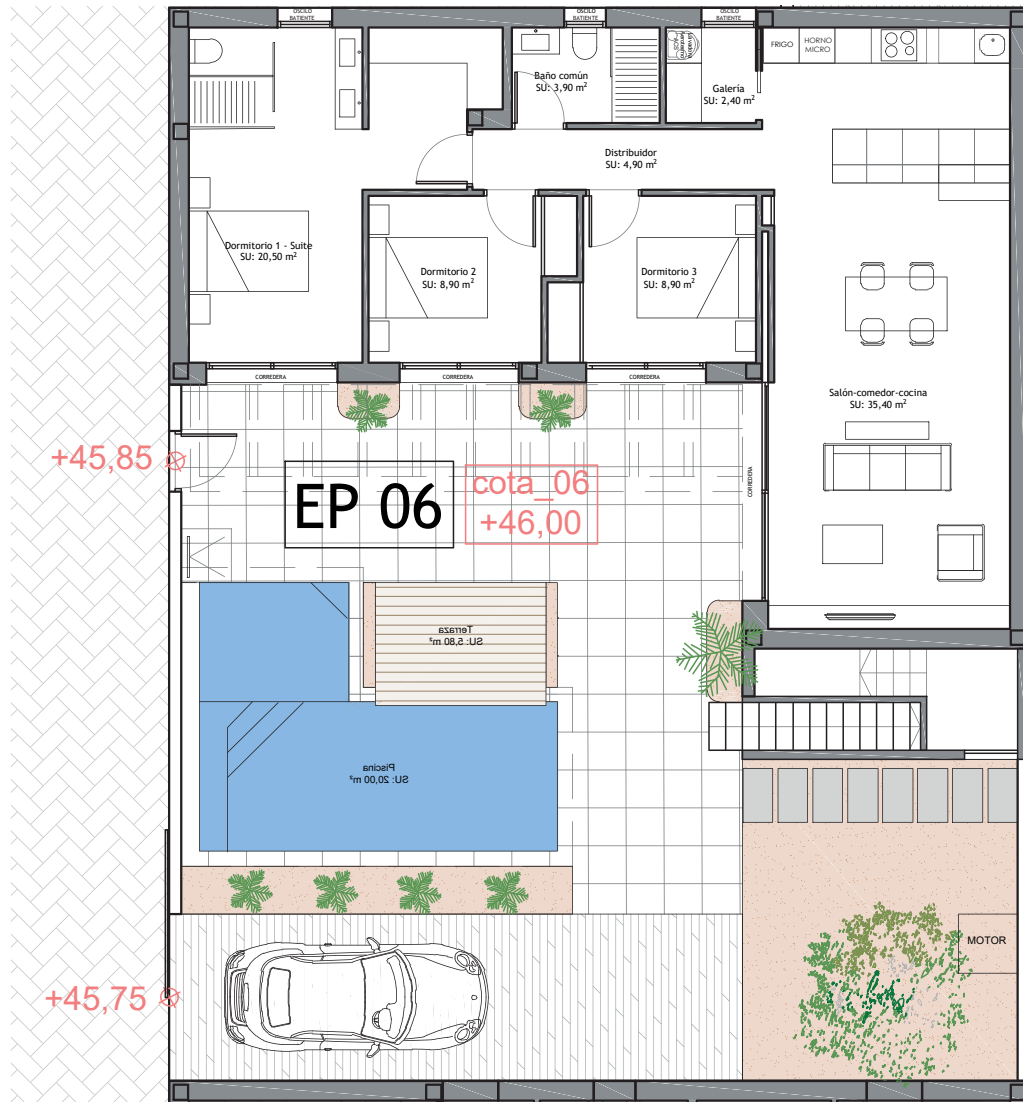 OSCILO
BATIENTE
OSCILO
BATIENTE
OSCILO
BATIENTE
FRIGO
HORNO
MICRO
Baño común
SU: 3,90 m²
Galería
SU: 2,40 m²
Distribuidor
SU: 4,90 m²
Dormitorio 1 - Suite
SU: 20,50 m²
Dormitorio 2
SU: 8,90 m²
Dormitorio 3
SU: 8,90 m²
CORREDERA
CORREDERA
CORREDERA
Salón-comedor-cocina
SU: 35,40 m²
+45,85
EP 06
cota_06
+46,00
CORREDERA
Terraza
SU: 5,80 m²
Piscina
SU: 20,00 m²
MOTOR
+45,75